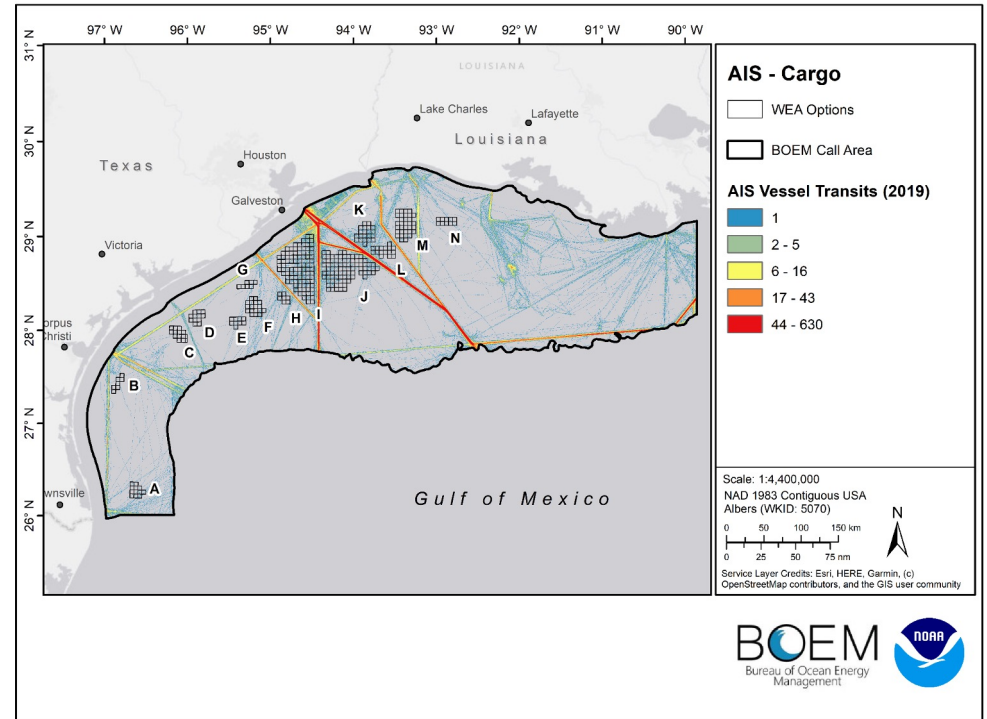 97° W 96° W 95° W 94° W 93° W 92° W 91° W 90° W
31° N
30° N
29° N
28° N
27° N
26° N
LOUISIANA
Lake Charles
Lafayette
Louisiana
Texas
Houston
Galveston
Victoria
orpus
Christi
wnsville
K
M
N
L
G
J
I
H
F
E
D
C
B
A
Gulf of Mexico
AIS - Cargo
WEA Options
BOEM Call Area
AIS Vessel Transits (2019)
1
2 - 5
6 - 16
17 - 43
44 - 630
Scale: 1:4,400,000
NAD 1983 Contiguous USA
Albers (WKID: 5070)
N
0 50 100 150 km
0 25 50 75 nm
Service Layer Credits: Esri, HERE, Garmin, (c)
OpenStreetMap contributors, and the GIS user community
BOEM
Bureau of Ocean Energy
Management
NOAA